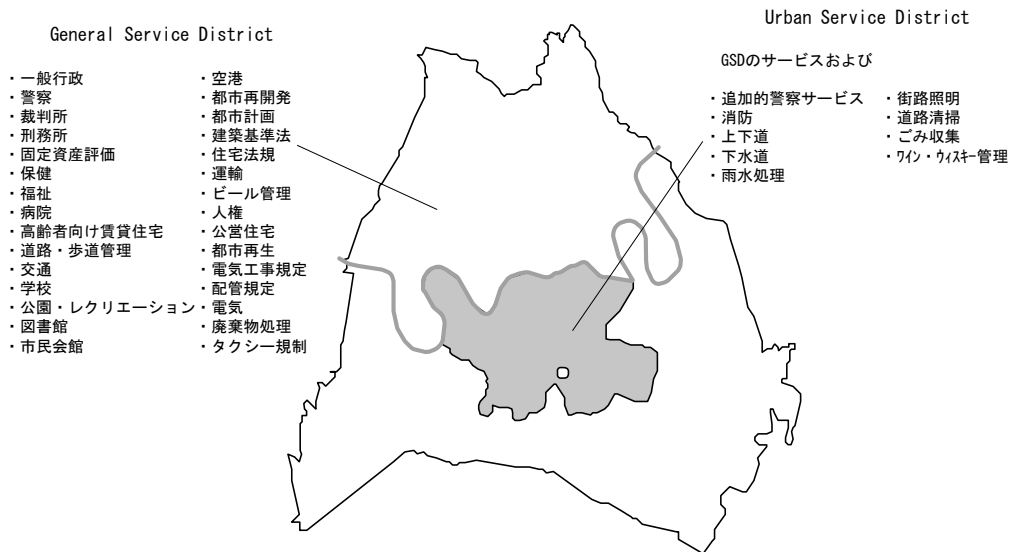 General Service District
・一般行政
・警察
・裁判所
・刑務所
・固定資産評価
・保健
・福祉
・病院
・高齢者向け賃貸住宅
・道路・歩道管理
・交通
・学校
・公園・レクリエーション
・図書館
・市民会館
・空港
・都市再開発
・都市計画
・建築基準法
・住宅法規
・運輸
・ビール管理
・人権
・公営住宅
・都市再生
・電気工事規定
・配管規定
・電気
・廃棄物処理
・タクシー規制
Urban Service District
GSDのサービスおよび
・追加的警察サービス
・消防
・上下道
・下水道
・雨水処理
・街路照明
・道路清掃
・ごみ収集
・ﾜｲﾝ・ｳｨｽｷｰ管理